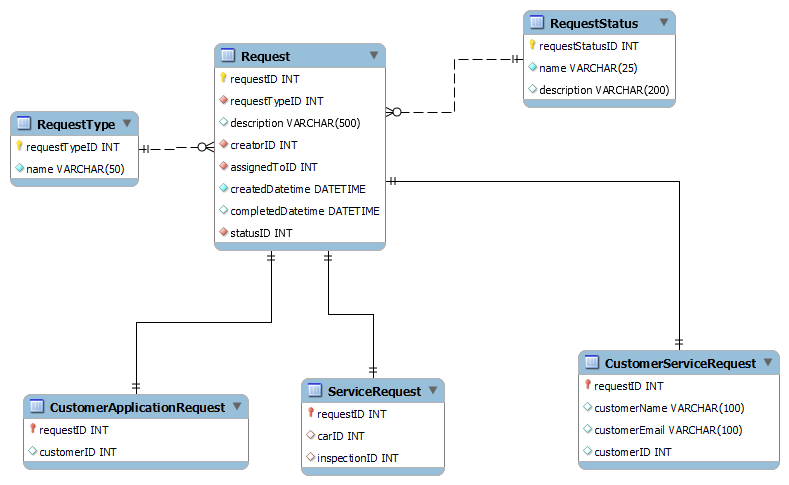 RequestStatus
requestStatusID INT
name VARCHAR(25)
description VARCHAR(200)
Request
requestID INT
requestTypeID INT
description VARCHAR(500)
creatorID INT
assignedToID INT
createdDatetime DATETIME
completedDatetime DATETIME
statusID INT
RequestType
requestTypeID INT
name VARCHAR(50)
CustomerApplicationRequest
requestID INT
customerID INT
ServiceRequest
requestID INT
carID INT
inspectionID INT
CustomerServiceRequest
requestID INT
customerName VARCHAR(100)
customerEmail VARCHAR(100)
customerID INT